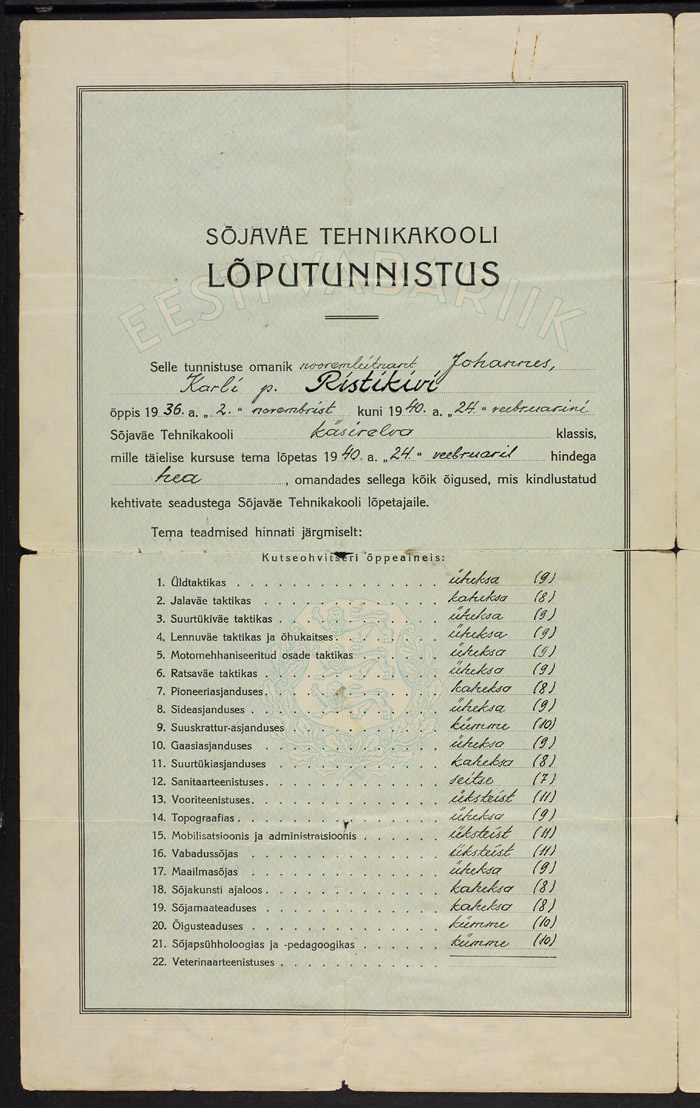 SÕJAVÄE TEHNIKAKOOLI
LÕPUTUNNISTUS
EESTI VABARIIK
Selle tunnistuse omanik nooremleitnant Johannes,
Karli p. Ristikivi
õppis 1936. a. „2.“ novembrist kuni 1940. a. „24.“ veebruarini
Sõjaväe Tehnikakooli käsirelva klassis,
mille täielise kursuse tema lõpetas 1940. a. „24.“ veebruaril hindega
hea, omandades sellega kõik õigused, mis kindlustatud
kehtivate seadustega Sõjaväe Tehnikakooli lõpetajaile.
Tema teadmised hinnati järgmiselt:
Kutseohvitseri õppeaineis:
1. Üldtaktikas . . . üheksa (9)
2. Jalaväe taktikas . . . kaheksa (8)
3. Suurtükiväe taktikas . . . üheksa (9)
4. Lennuväe taktikas ja õhukaitses . . . üheksa (9)
5. Motomehhaniseeritud osade taktikas . . . üheksa (9)
6. Ratsaväe taktikas . . . üheksa (9)
7. Pioneeriasjanduses . . . kaheksa (8)
8. Sideasjanduses . . . üheksa (9)
9. Suuskrattur-asjanduses . . . kümme (10)
10. Gaasiasjanduses . . . üheksa (9)
11. Suurtükiasjanduses . . . kaheksa (8)
12. Sanitaarteenistuses . . . seitse (7)
13. Vooriteenistuses . . . üksteist (11)
14. Topograafias . . . üheksa (9)
15. Mobilisatsioonis ja administratsioonis . . . üksteist (11)
16. Vabadussõjas . . . üksteist (11)
17. Maailmasõjas . . . üheksa (9)
18. Sõjakunsti ajaloos . . . kaheksa (8)
19. Sõjamaateaduses . . . kaheksa (8)
20. Õigusteaduses . . . kümme (10)
21. Sõjapsühholoogias ja -pedagoogikas . . . kümme (10)
22. Veterinaarteenistuses . . .